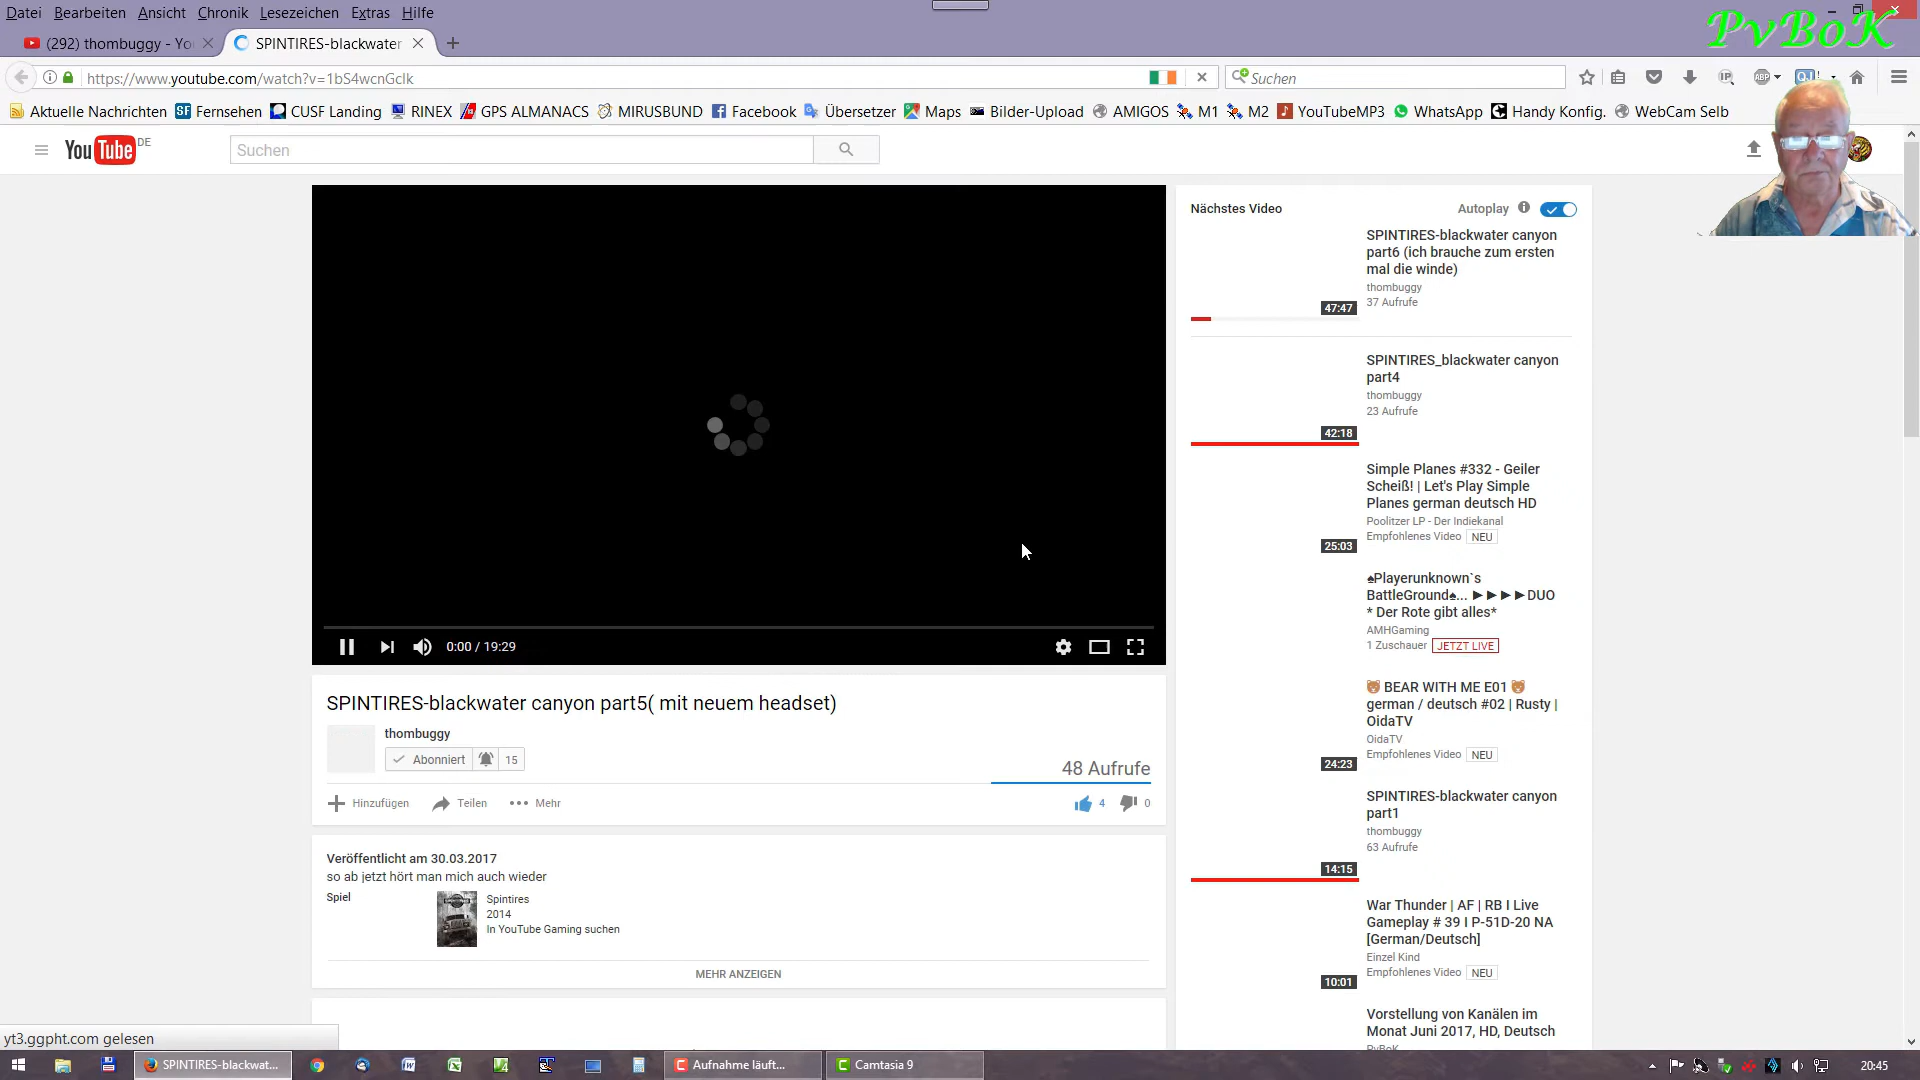 Datei Bearbeiten Ansicht Chronik Lesezeichen Extras Hilfe
PvBoK
(292) thombuggy - Yo
SPINTIRES-blackwater
https://www.youtube.com/watch?v=1bS4wcnGclk
Suchen
Aktuelle Nachrichten SF Fernsehen CUSF Landing RINEX GPS ALMANACS MIRUSBUND Facebook Übersetzer Maps Bilder-Upload AMIGOS M1 M2 YouTubeMP3 WhatsApp Handy Konfig. WebCam Selb
YouTube DE
Suchen
Nächstes Video
Autoplay
SPINTIRES-blackwater canyon
part6 (ich brauche zum ersten
mal die winde)
thombuggy
37 Aufrufe
47:47
SPINTIRES_blackwater canyon
part4
thombuggy
23 Aufrufe
42:18
Simple Planes #332 - Geiler
Scheiß! | Let's Play Simple
Planes german deutsch HD
Poolitzer LP - Der Indiekanal
Empfohlenes Video NEU
25:03
♠Playerunknown`s
BattleGround♠... ►►►►DUO
* Der Rote gibt alles*
AMHGaming
1 Zuschauer JETZT LIVE
🐻 BEAR WITH ME E01 🐻
german / deutsch #02 | Rusty |
OidaTV
OidaTV
Empfohlenes Video NEU
24:23
SPINTIRES-blackwater canyon
part1
thombuggy
63 Aufrufe
14:15
War Thunder | AF | RB I Live
Gameplay # 39 I P-51D-20 NA
[German/Deutsch]
Einzel Kind
Empfohlenes Video NEU
10:01
Vorstellung von Kanälen im
Monat Juni 2017, HD, Deutsch
PvBoK
0:00 / 19:29
SPINTIRES-blackwater canyon part5( mit neuem headset)
thombuggy
Abonniert 15
48 Aufrufe
Hinzufügen Teilen Mehr
4 0
Veröffentlicht am 30.03.2017
so ab jetzt hört man mich auch wieder
Spiel
Spintires
2014
In YouTube Gaming suchen
MEHR ANZEIGEN
yt3.ggpht.com gelesen
SPINTIRES-blackwat...
Aufnahme läuft...
Camtasia 9
20:45